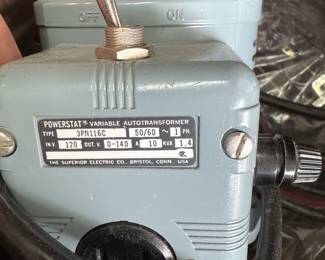 OFF ON
POWERSTAT® VARIABLE AUTOTRANSFORMER
TYPE 3PN116C 50/60 ~ 1 PH
IN V. 120 OUT V. 0-140 A 10 KVA 1.4
THE SUPERIOR ELECTRIC CO., BRISTOL, CONN. USA